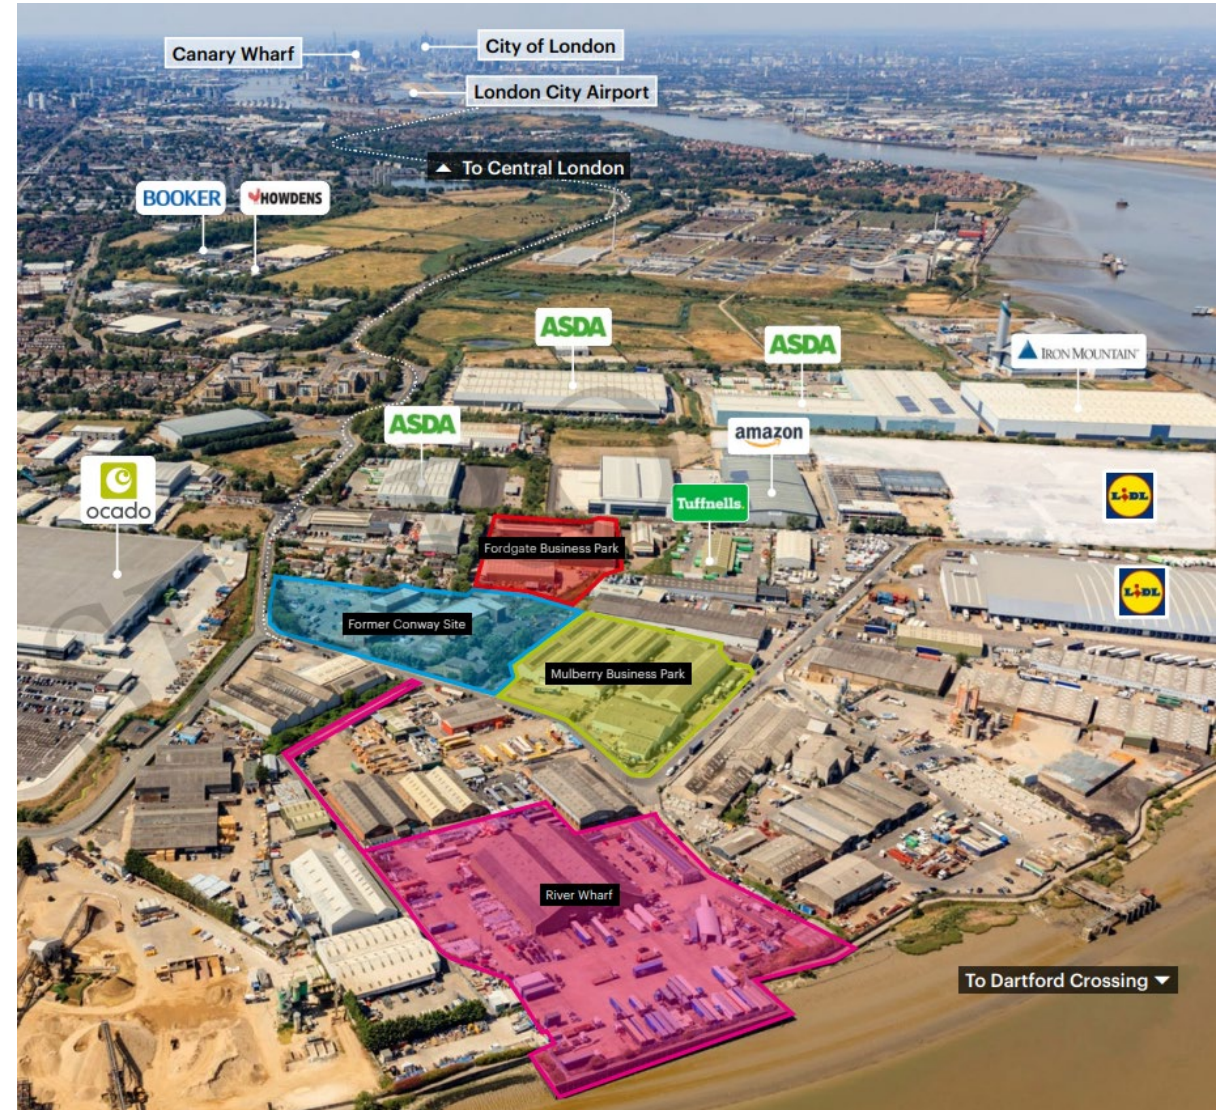 City of London
Canary Wharf
London City Airport
▲ To Central London
BOOKER
HOWDENS
ASDA
ASDA
IRON MOUNTAIN
ASDA
amazon
ocado
Tuffnells.
LIDL
LIDL
Fordgate Business Park
Former Conway Site
Mulberry Business Park
River Wharf
To Dartford Crossing ▼